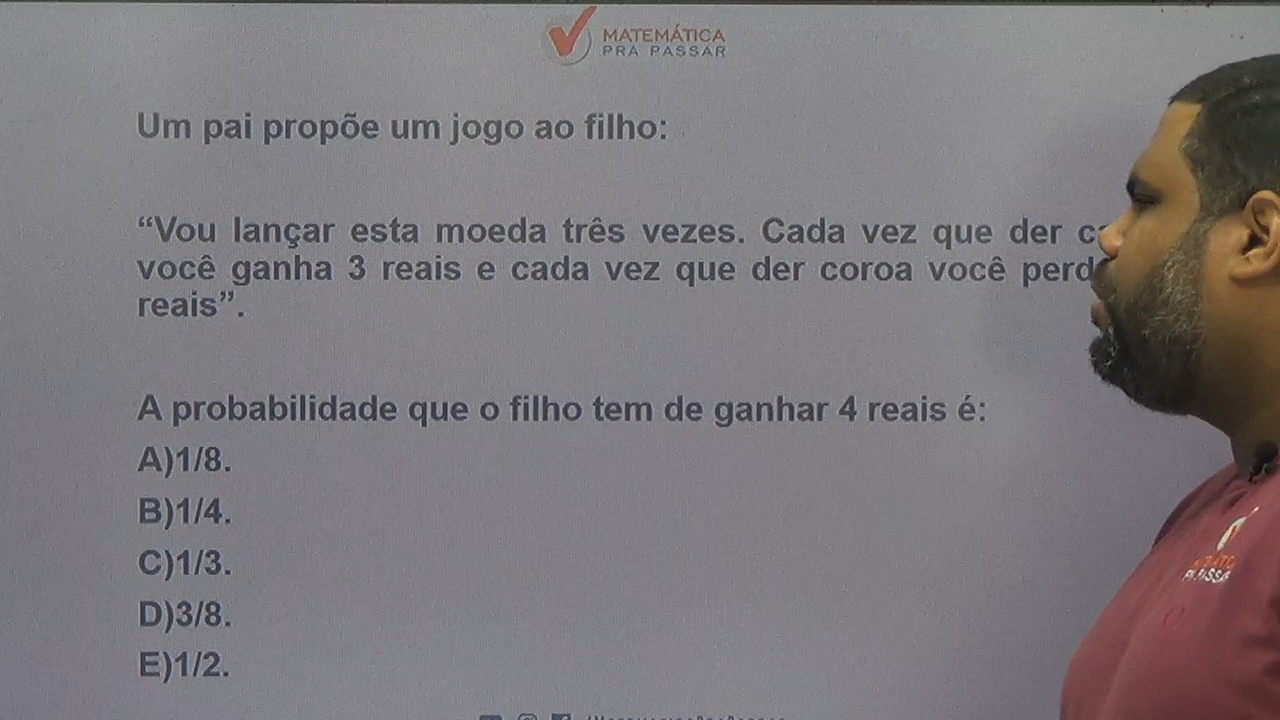 MATEMÁTICA
PRA PASSAR
Um pai propõe um jogo ao filho:
“Vou lançar esta moeda três vezes. Cada vez que der
você ganha 3 reais e cada vez que der coroa você
reais”.
A probabilidade que o filho tem de ganhar 4 reais é:
A)1/8.
B)1/4.
C)1/3.
D)3/8.
E)1/2.
PRA PASSAR